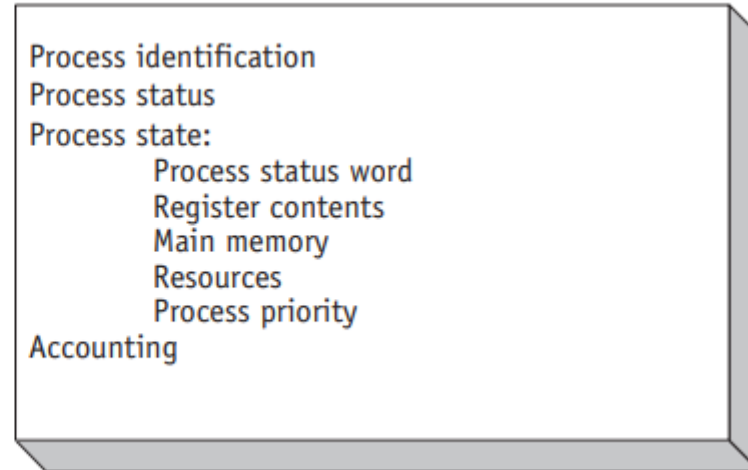 Process identification
Process status
Process state:
Process status word
Register contents
Main memory
Resources
Process priority
Accounting